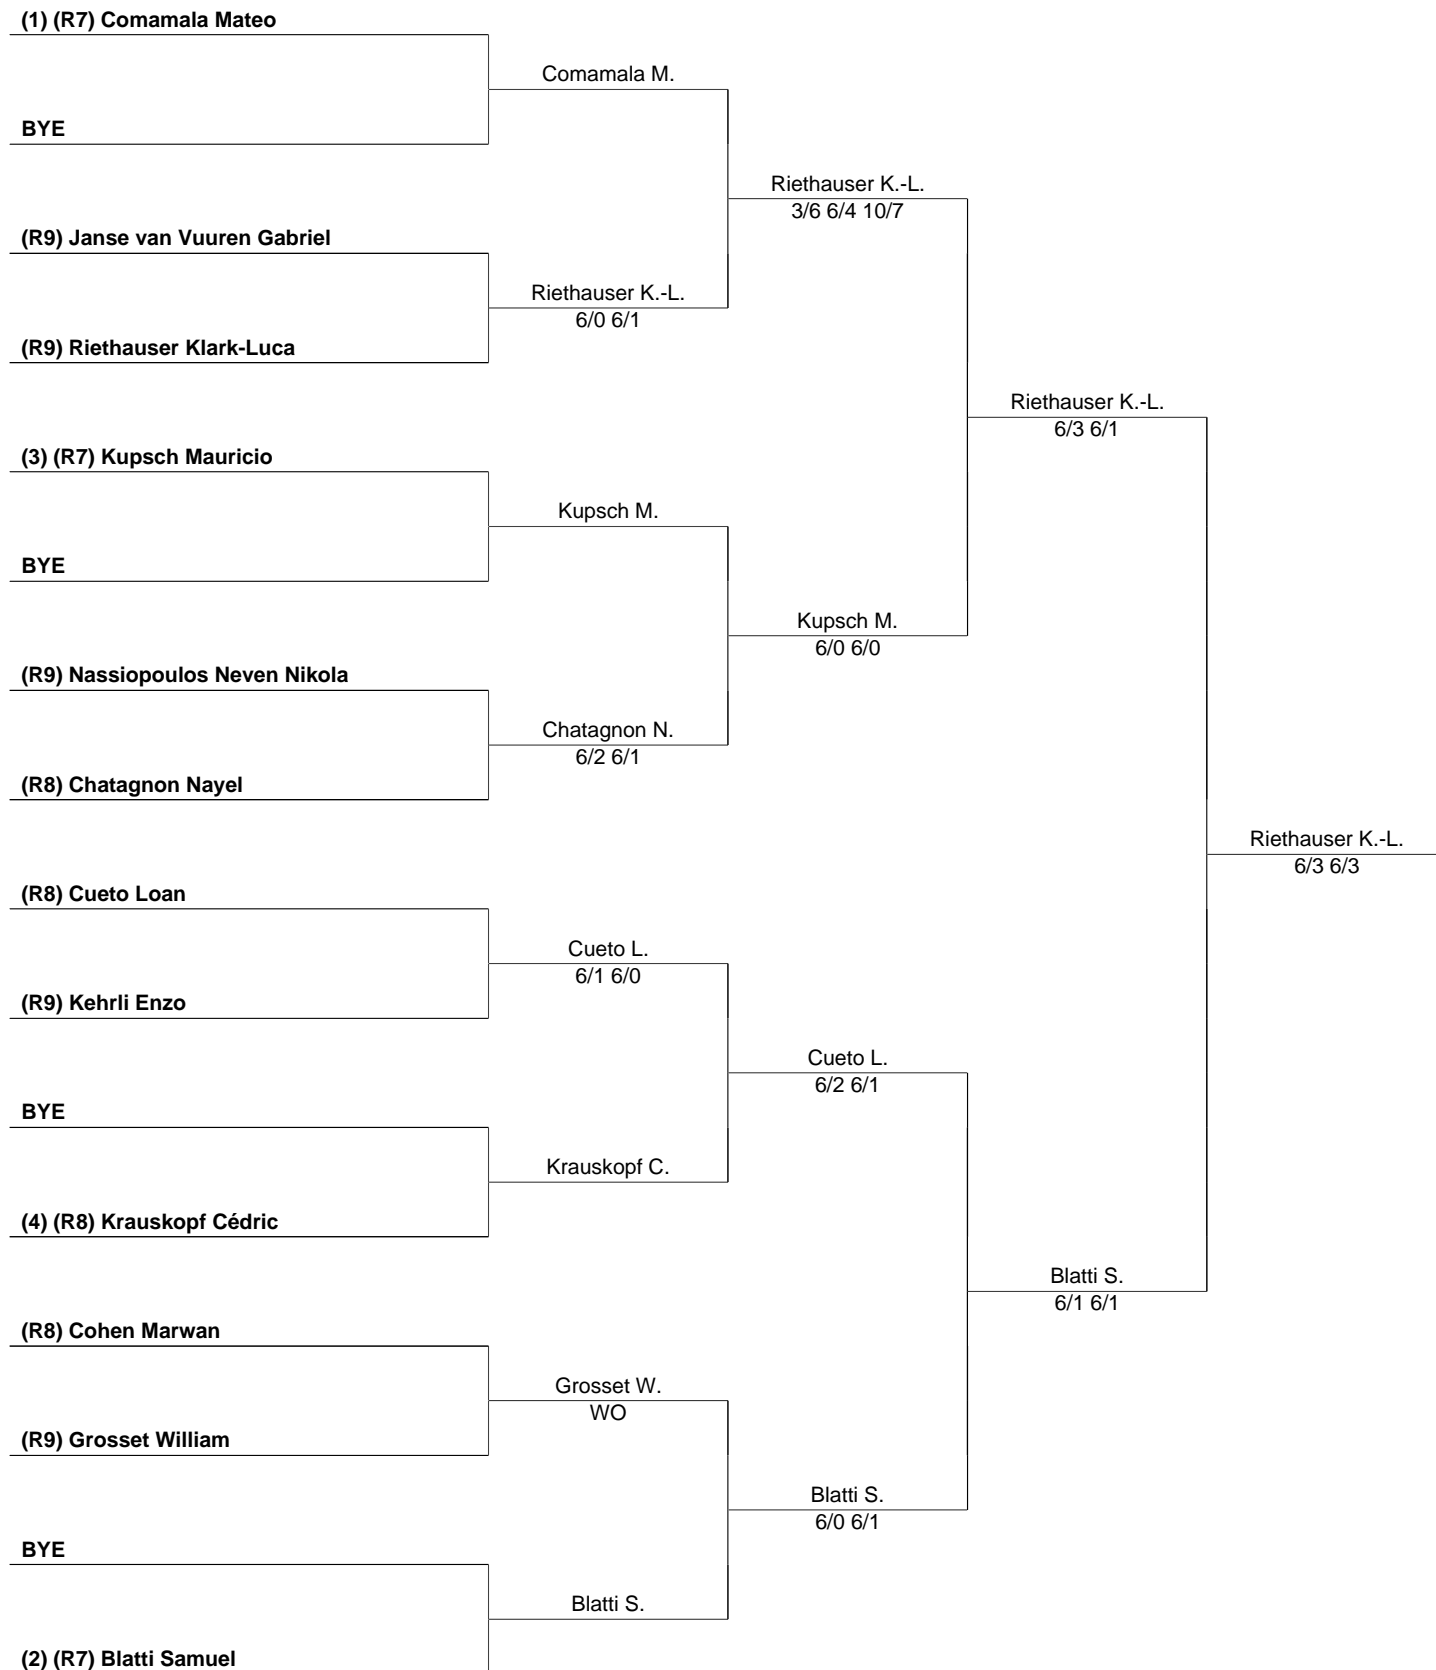 (1) (R7) Comamala Mateo
Comamala M.
BYE
Riethauser K.-L.
3/6 6/4 10/7
(R9) Janse van Vuuren Gabriel
Riethauser K.-L.
6/0 6/1
(R9) Riethauser Klark-Luca
Riethauser K.-L.
6/3 6/1
(3) (R7) Kupsch Mauricio
Kupsch M.
BYE
Kupsch M.
6/0 6/0
(R9) Nassiopoulos Neven Nikola
Chatagnon N.
6/2 6/1
(R8) Chatagnon Nayel
Riethauser K.-L.
6/3 6/3
(R8) Cueto Loan
Cueto L.
6/1 6/0
(R9) Kehrli Enzo
Cueto L.
6/2 6/1
BYE
Krauskopf C.
(4) (R8) Krauskopf Cédric
Blatti S.
6/1 6/1
(R8) Cohen Marwan
Grosset W.
WO
(R9) Grosset William
Blatti S.
6/0 6/1
BYE
Blatti S.
(2) (R7) Blatti Samuel